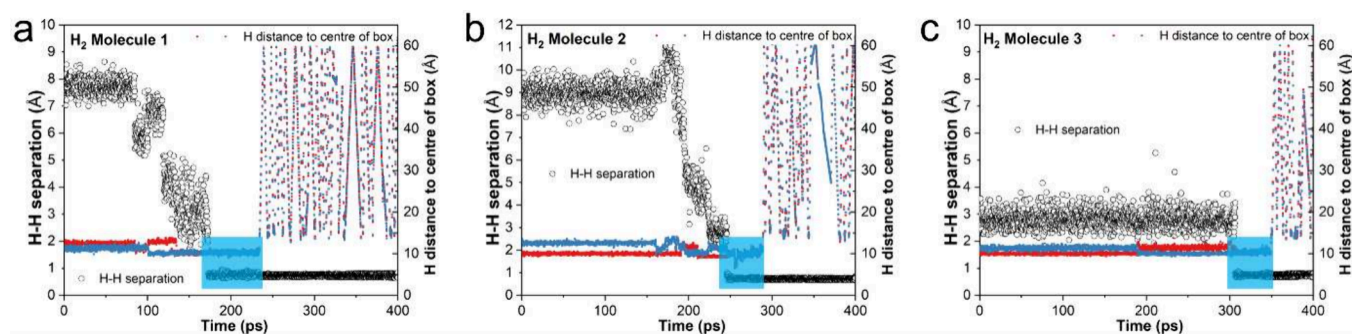 a
H2 Molecule 1
H distance to centre of box
H-H separation
H-H separation (Å)
10
9
8
7
6
5
4
3
2
1
0
60
50
40
30
20
10
0
H distance to centre of box (Å)
0 100 200 300 400
Time (ps)
b
H2 Molecule 2
H distance to centre of box
H-H separation
H-H separation (Å)
12
11
10
9
8
7
6
5
4
3
2
1
0
60
50
40
30
20
10
0
H distance to centre of box (Å)
0 100 200 300 400
Time (ps)
c
H2 Molecule 3
H distance to centre of box
H-H separation
H-H separation (Å)
10
9
8
7
6
5
4
3
2
1
0
60
50
40
30
20
10
0
H distance to centre of box (Å)
0 100 200 300 400
Time (ps)